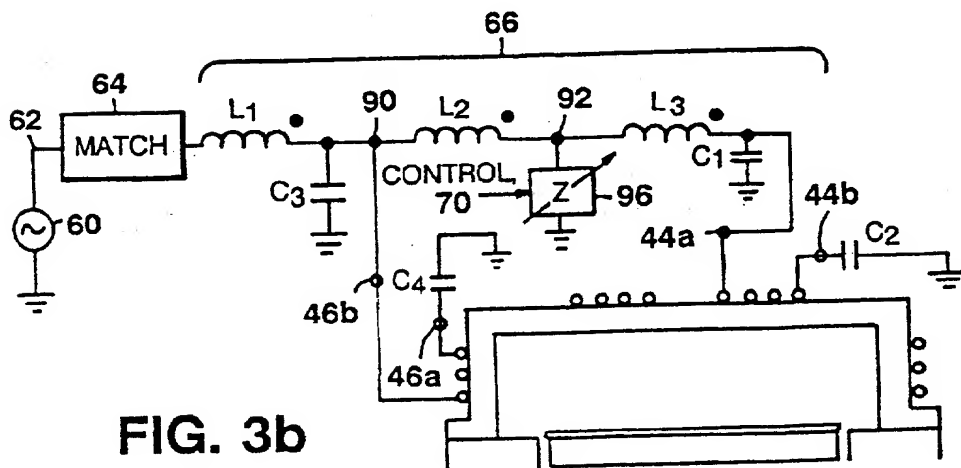 66
64
62
MATCH
L1
90
L2
92
L3
C3
CONTROL,
70
Z
96
C1
60
44a
44b
C2
C4
46b
46a
FIG. 3b